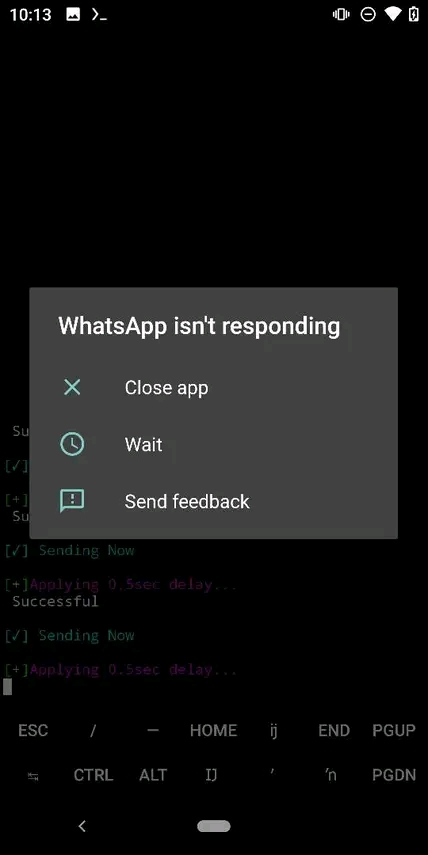 10:13
WhatsApp isn't responding
Su
Close app
[✓]
Wait
[+]
Send feedback
Su
[✓] Sending Now
[+]Applying 0.5sec delay...
Successful
[✓] Sending Now
[+]Applying 0.5sec delay...
ESC / — HOME ij END PGUP
↹ CTRL ALT IJ ʼ ŉ PGDN